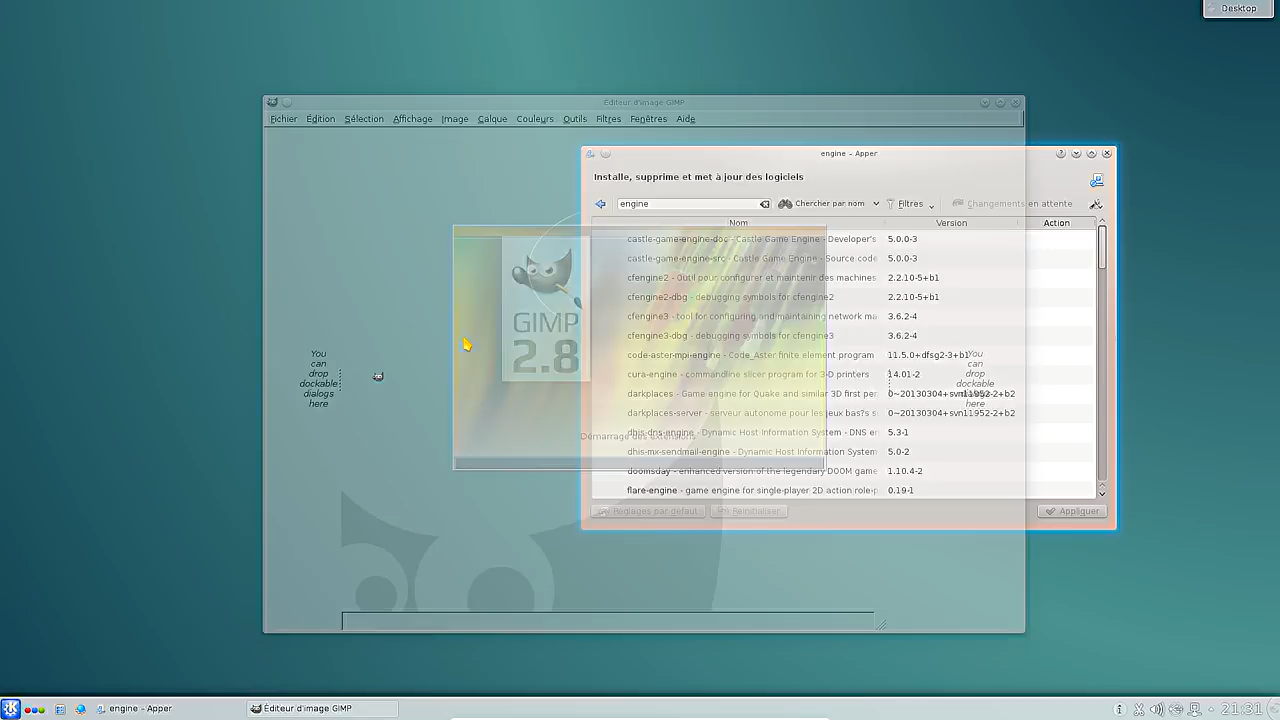 Desktop
Éditeur d'image GIMP
Fichier Édition Sélection Affichage Image Calque Couleurs Outils Filtres Fenêtres Aide
engine – Apper
Installe, supprime et met à jour des logiciels
engine
Chercher par nom
Filtres
Changements en attente
Nom Version Action
castle-game-engine-doc - Castle Game Engine - Developer's 5.0.0-3
castle-game-engine-src - Castle Game Engine - Source code 5.0.0-3
cfengine2 - Outil pour configurer et maintenir des machines 2.2.10-5+b1
cfengine2-dbg - debugging symbols for cfengine2 2.2.10-5+b1
cfengine3 - tool for configuring and maintaining network ma 3.6.2-4
cfengine3-dbg - debugging symbols for cfengine3 3.6.2-4
code-aster-mpi-engine - Code_Aster finite element program 11.5.0+dfsg2-3+b1
cura-engine - commandline slicer program for 3-D printers 14.01-2
darkplaces - Game engine for Quake and similar 3D first per 0~20130304+svn11952-2+b2
darkplaces-server - serveur autonome pour les jeux bas?s s 0~20130304+svn11952-2+b2
dhis-dns-engine - Dynamic Host Information System - DNS en 5.3-1
dhis-mx-sendmail-engine - Dynamic Host Information System 5.0-2
doomsday - enhanced version of the legendary DOOM game 1.10.4-2
flare-engine - game engine for single-player 2D action role-p 0.19-1
Réglages par défaut
Réinitialiser
Appliquer
GIMP
2.8
Démarrage des extensions
You
can
drop
dockable
dialogs
here
You
can
drop
dockable
dialogs
here
engine – Apper
Éditeur d'image GIMP
21:31